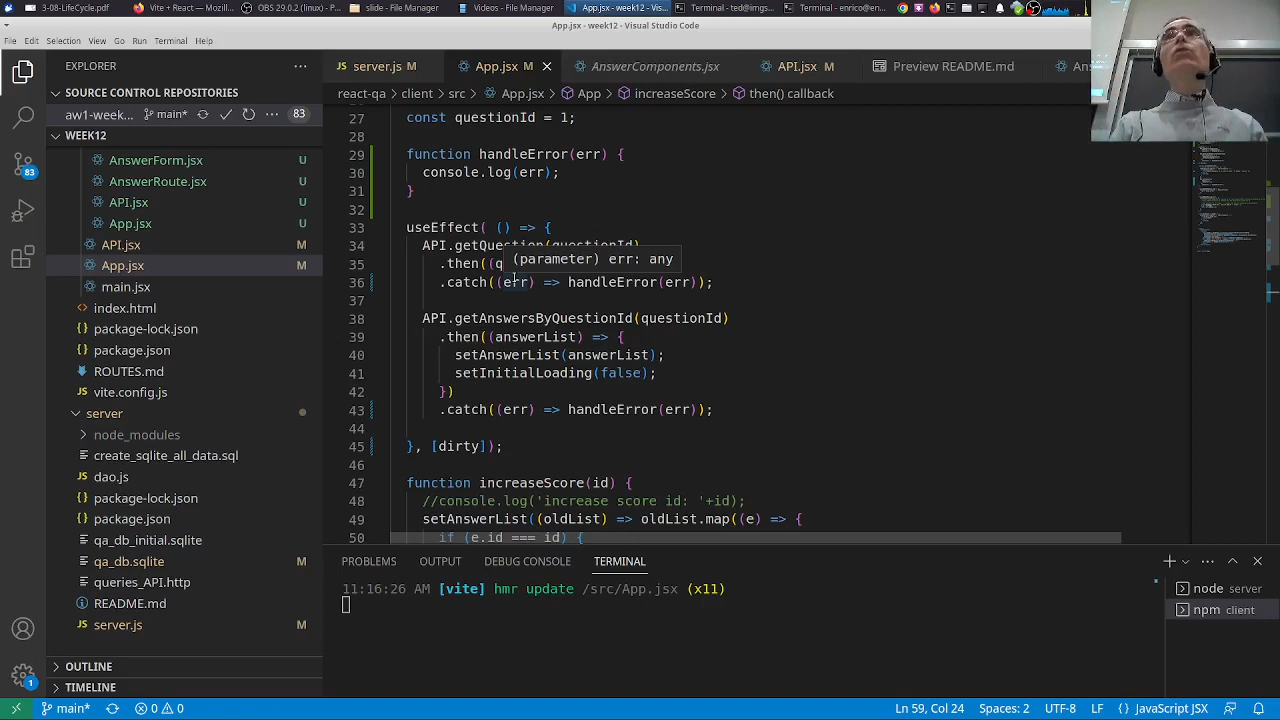 3-08-LifeCycle.pdf
Vite + React — Mozill...
OBS 29.0.2 (linux) - P...
slide - File Manager
Videos - File Manager
App.jsx - week12 - Vis...
Terminal - ted@imgs...
Terminal - enrico@ec...
App.jsx - week12 - Visual Studio Code
File Edit Selection View Go Run Terminal Help
EXPLORER
SOURCE CONTROL REPOSITORIES
aw1-week... main* 83
WEEK12
AnswerForm.jsx U
AnswerRoute.jsx U
API.jsx U
App.jsx U
API.jsx M
App.jsx M
main.jsx
index.html
package-lock.json
package.json
ROUTES.md
vite.config.js
server
node_modules
create_sqlite_all_data.sql
dao.js
package-lock.json
package.json
qa_db_initial.sqlite
qa_db.sqlite M
queries_API.http
README.md
server.js M
OUTLINE
TIMELINE
29
1
server.js M
App.jsx M
AnswerComponents.jsx
API.jsx M
Preview README.md
react-qa > client > src > App.jsx > App > increaseScore > then() callback
27 const questionId = 1;
28
29 function handleError(err) {
30 console.log(err);
31 }
32
33 useEffect( () => {
34 API.getQuestion(questionId)
(parameter) err: any
35 .then((q
36 .catch((err) => handleError(err));
37
38 API.getAnswersByQuestionId(questionId)
39 .then((answerList) => {
40 setAnswerList(answerList);
41 setInitialLoading(false);
42 })
43 .catch((err) => handleError(err));
44
45 }, [dirty]);
46
47 function increaseScore(id) {
48 //console.log('increase score id: '+id);
49 setAnswerList((oldList) => oldList.map((e) => {
50 if (e.id === id) {
PROBLEMS OUTPUT DEBUG CONSOLE TERMINAL
11:16:26 AM [vite] hmr update /src/App.jsx (x11)
node server
npm client
main* 0 0 Ln 59, Col 24 Spaces: 2 UTF-8 LF {} JavaScript JSX